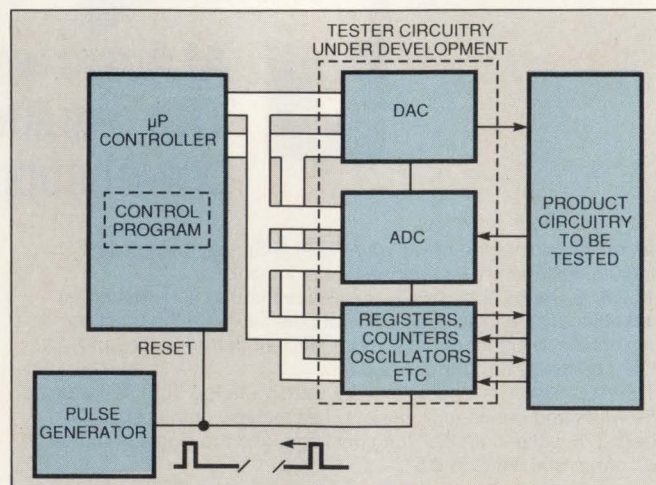 TESTER CIRCUITRY
UNDER DEVELOPMENT
µP
CONTROLLER
CONTROL
PROGRAM
DAC
ADC
REGISTERS,
COUNTERS
OSCILLATORS
ETC
PRODUCT
CIRCUITRY
TO BE
TESTED
RESET
PULSE
GENERATOR